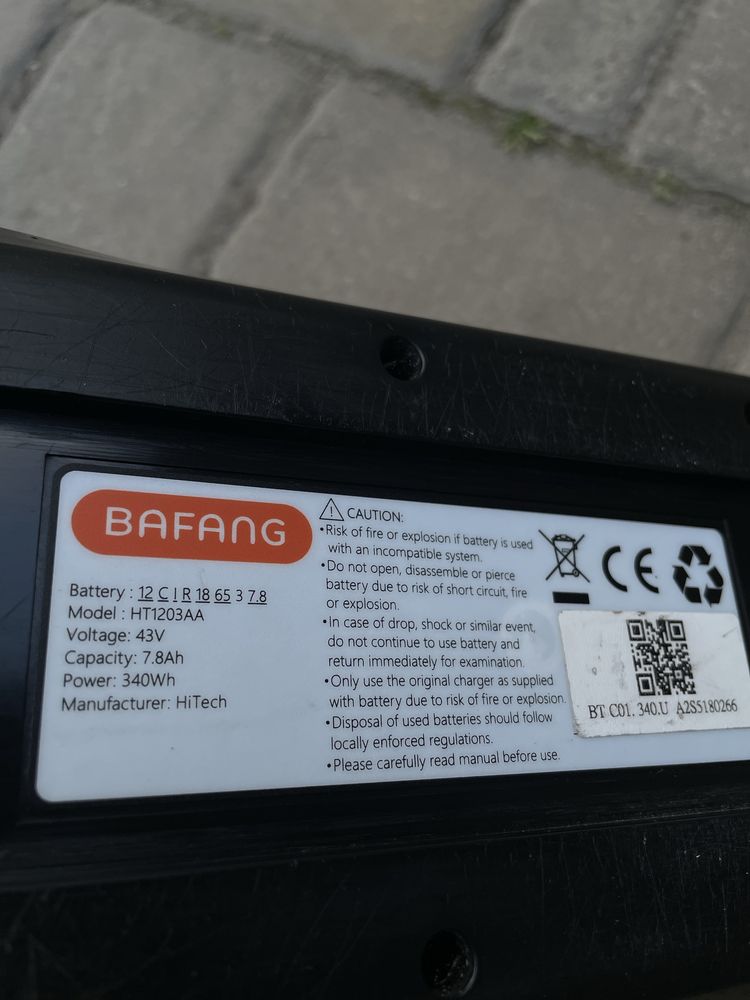 BAFANG
Battery : 12 C I R 18 65 3 7.8
Model : HT1203AA
Voltage: 43V
Capacity: 7.8Ah
Power: 340Wh
Manufacturer: HiTech
CAUTION:
•Risk of fire or explosion if battery is used
with an incompatible system.
•Do not open, disassemble or pierce
battery due to risk of short circuit, fire
or explosion.
•In case of drop, shock or similar event,
do not continue to use battery and
return immediately for examination.
•Only use the original charger as supplied
with battery due to risk of fire or explosion.
•Disposal of used batteries should follow
locally enforced regulations.
•Please carefully read manual before use.
CE
BT C01. 340.U A2S5180266